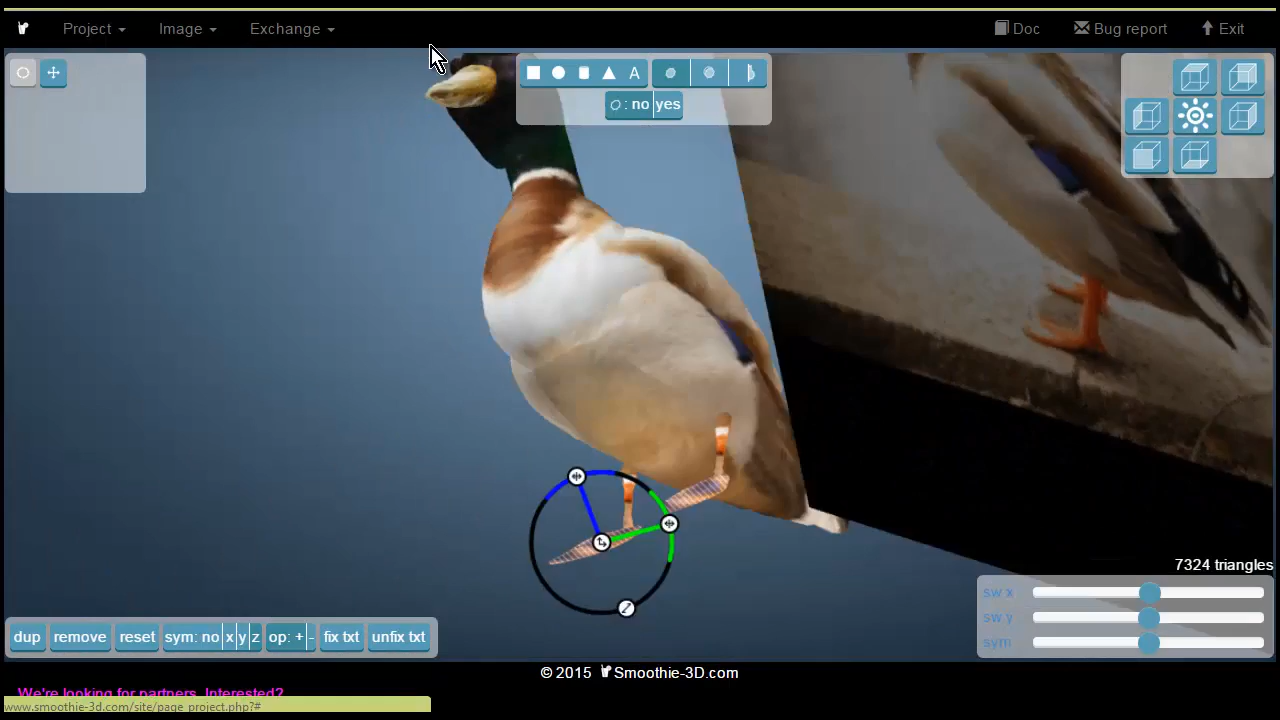 Project Image Exchange Doc Bug report Exit
A
: no yes
7324 triangles
sw x
sw y
sym
dup remove reset sym: no x y z op: + - fix txt unfix txt
© 2015 Smoothie-3D.com
We're looking for partners. Interested?
www.smoothie-3d.com/site/page_project.php?#